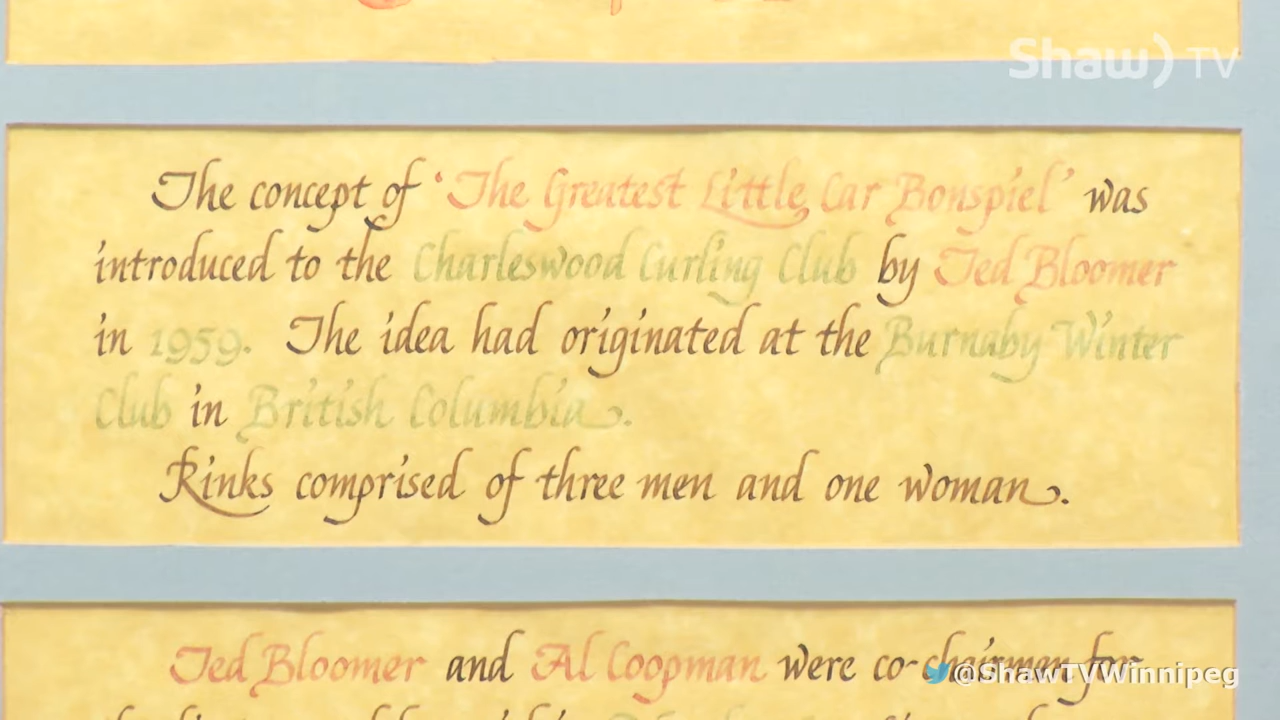 Shaw) TV
The concept of 'The Greatest Little Car Bonspiel' was
introduced to the Charleswood Curling Club by Ted Bloomer
in 1959. The idea had originated at the Burnaby Winter
Club in British Columbia.
Rinks comprised of three men and one woman.
Ted Bloomer and Al Coopman were co-chairmen for
@ShawTVWinnipeg